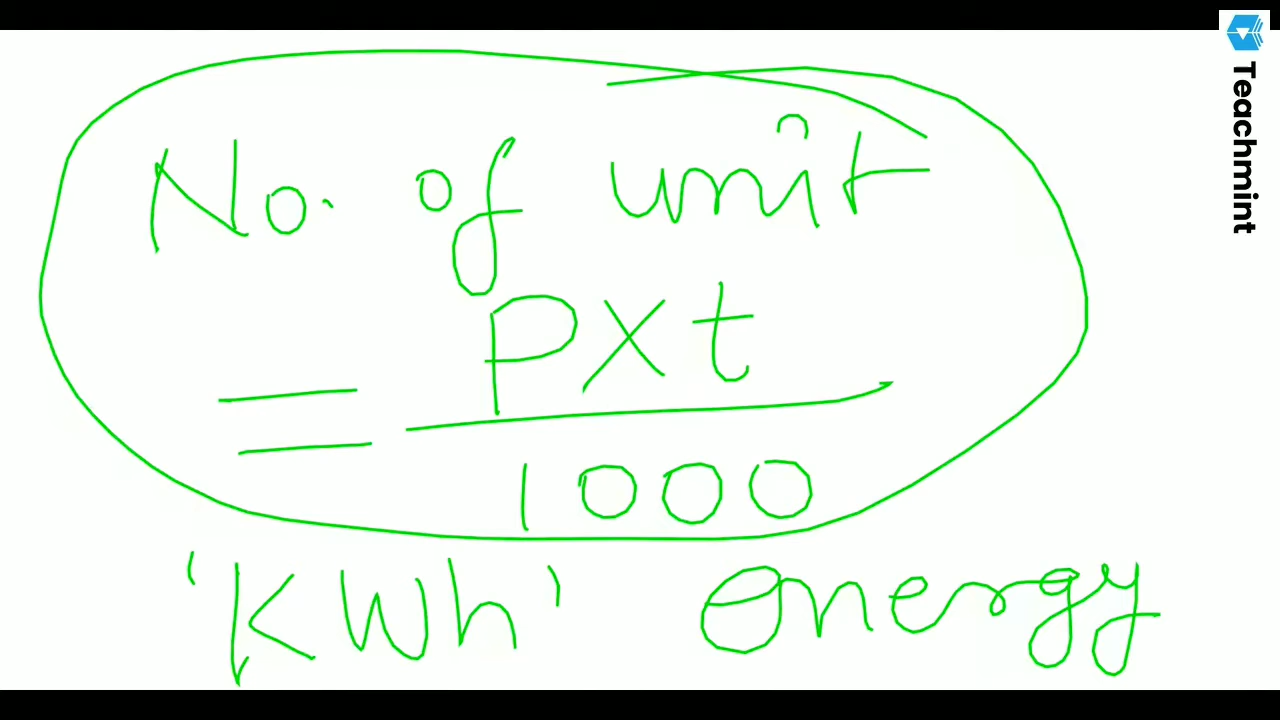 No. of unit
= P X t
1000
'KWh' energy
Teachmint